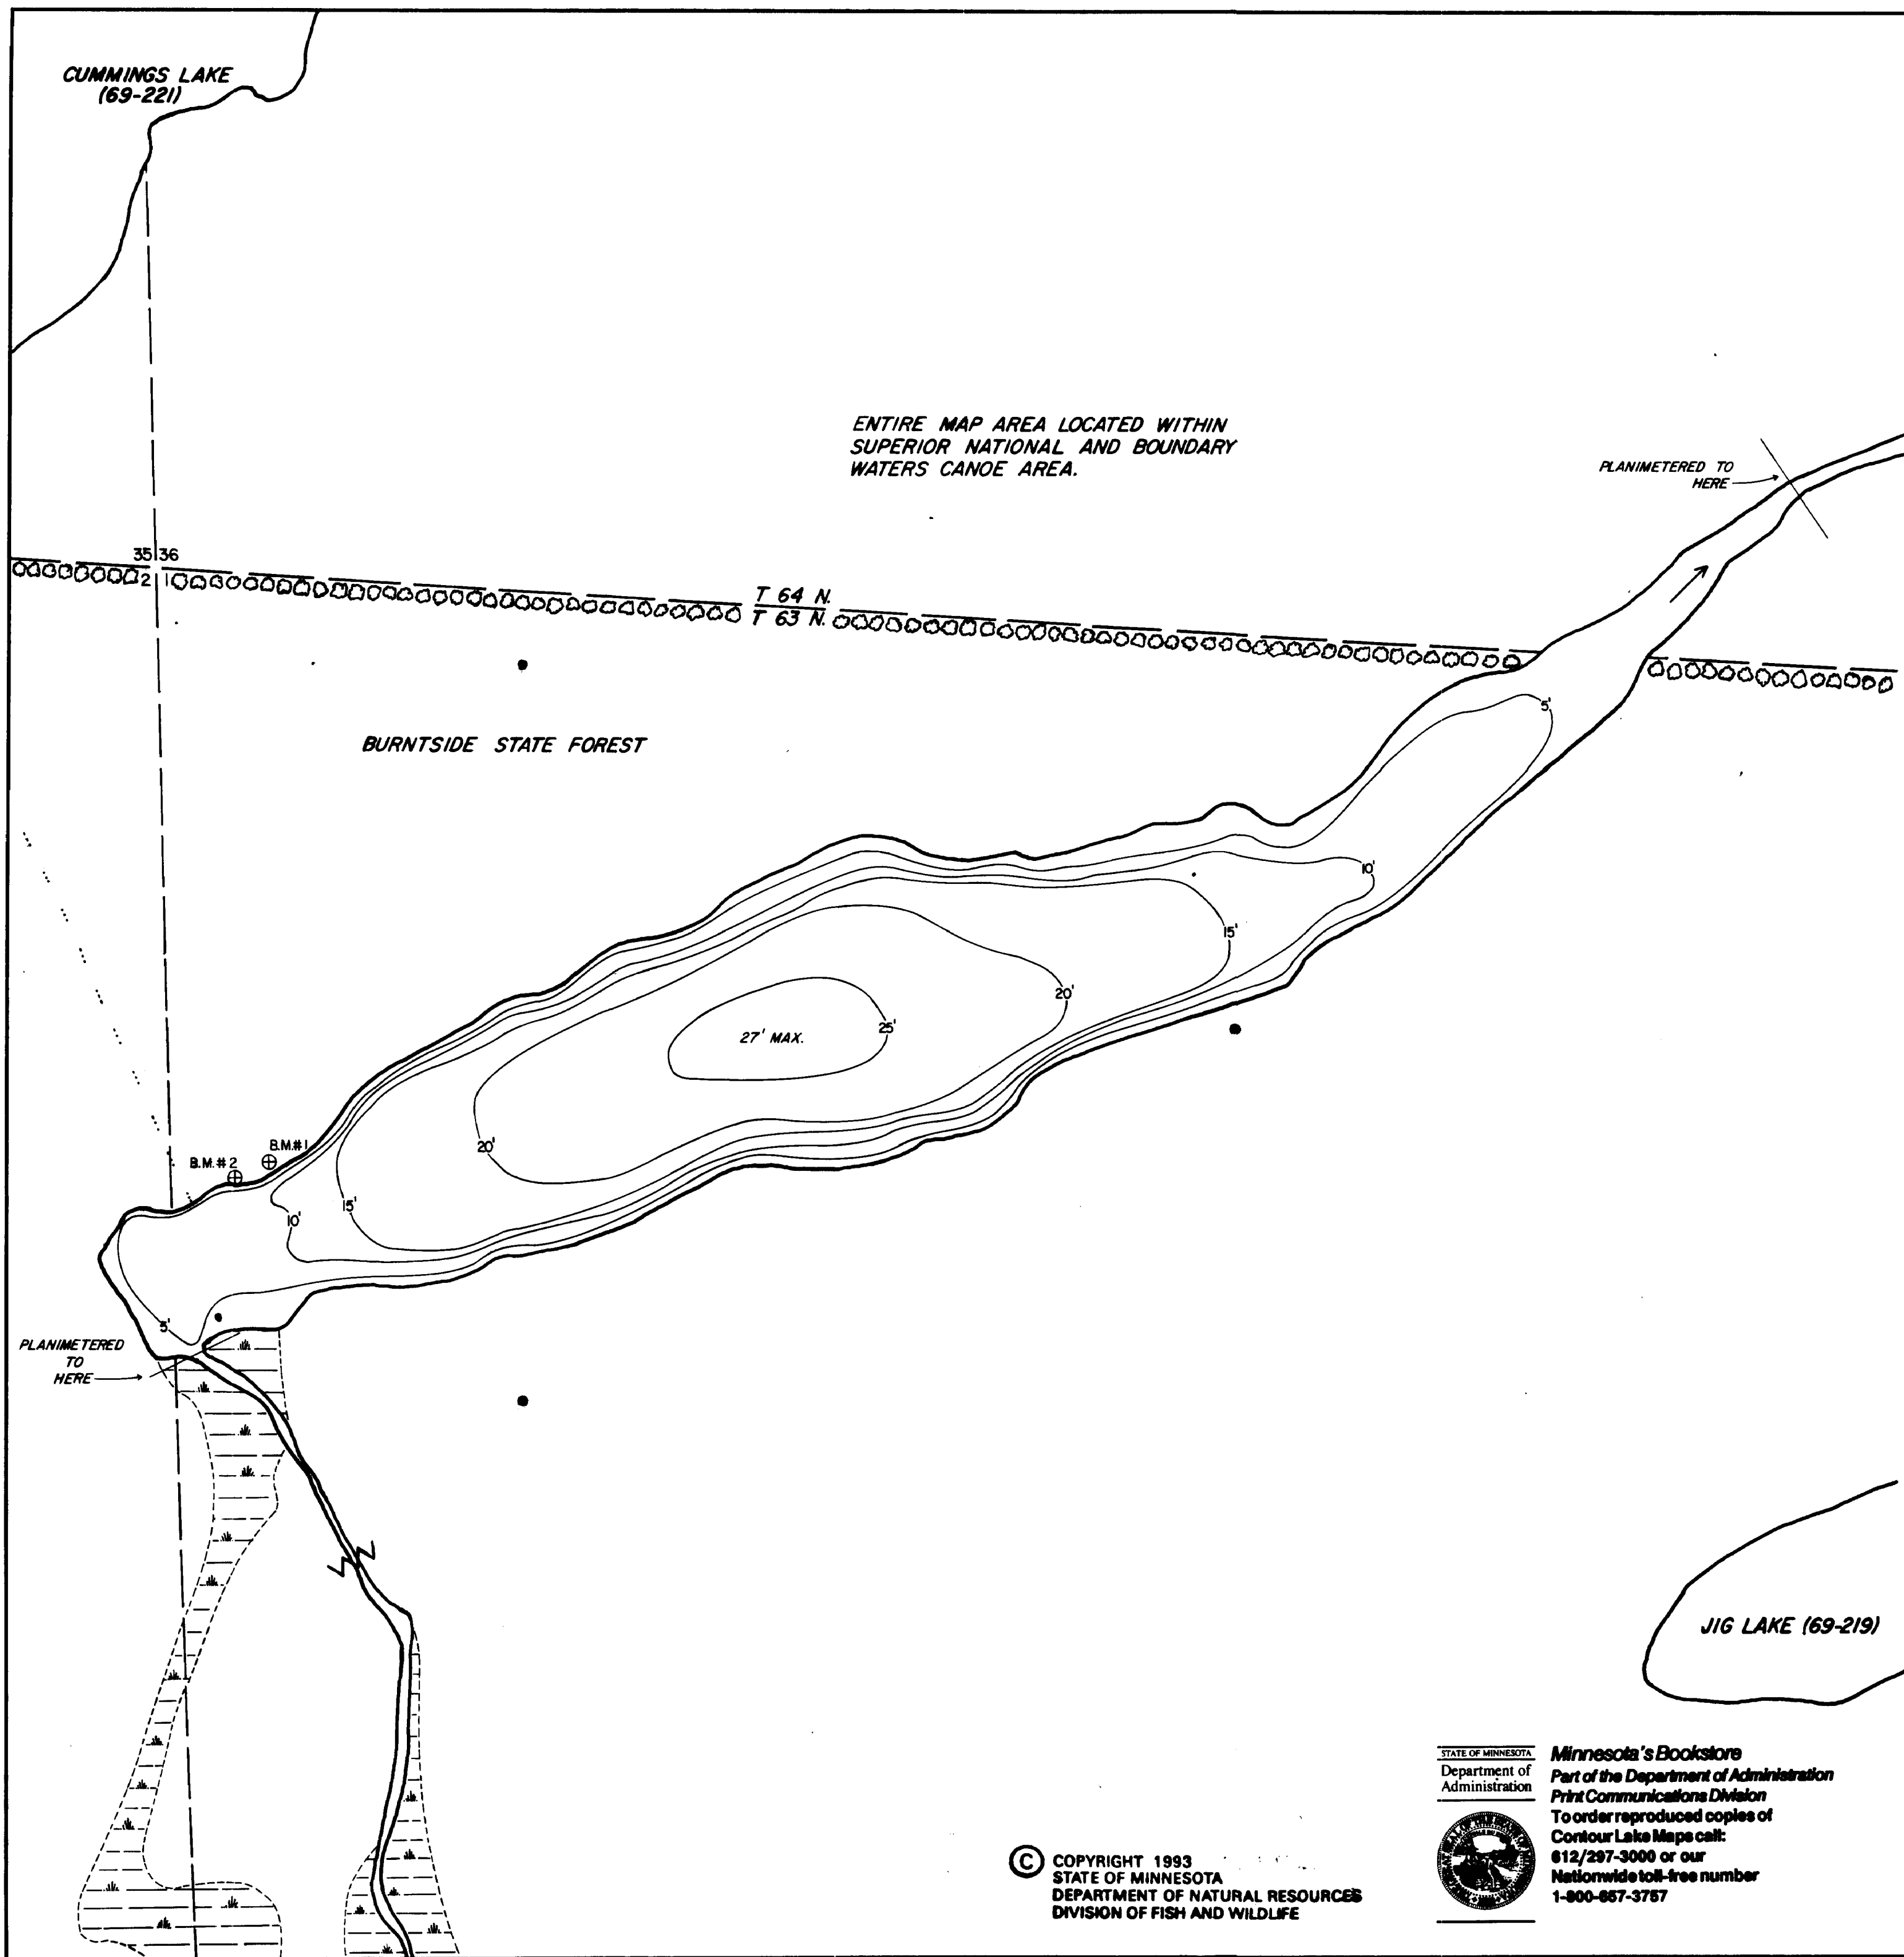 CUMMINGS LAKE
(69-221)
ENTIRE MAP AREA LOCATED WITHIN
SUPERIOR NATIONAL AND BOUNDARY
WATERS CANOE AREA.
PLANIMETERED TO
HERE
35 36
2 1
T 64 N.
T 63 N.
BURNTSIDE STATE FOREST
5'
10'
15'
20'
25'
27' MAX.
20'
B.M.#1
B.M.#2
15'
10'
5'
PLANIMETERED
TO
HERE
JIG LAKE (69-219)
STATE OF MINNESOTA
Department of
Administration
Minnesota's Bookstore
Part of the Department of Administration
Print Communications Division
To order reproduced copies of
Contour Lake Maps call:
612/297-3000 or our
Nationwide toll-free number
1-800-657-3757
© COPYRIGHT 1993
STATE OF MINNESOTA
DEPARTMENT OF NATURAL RESOURCES
DIVISION OF FISH AND WILDLIFE